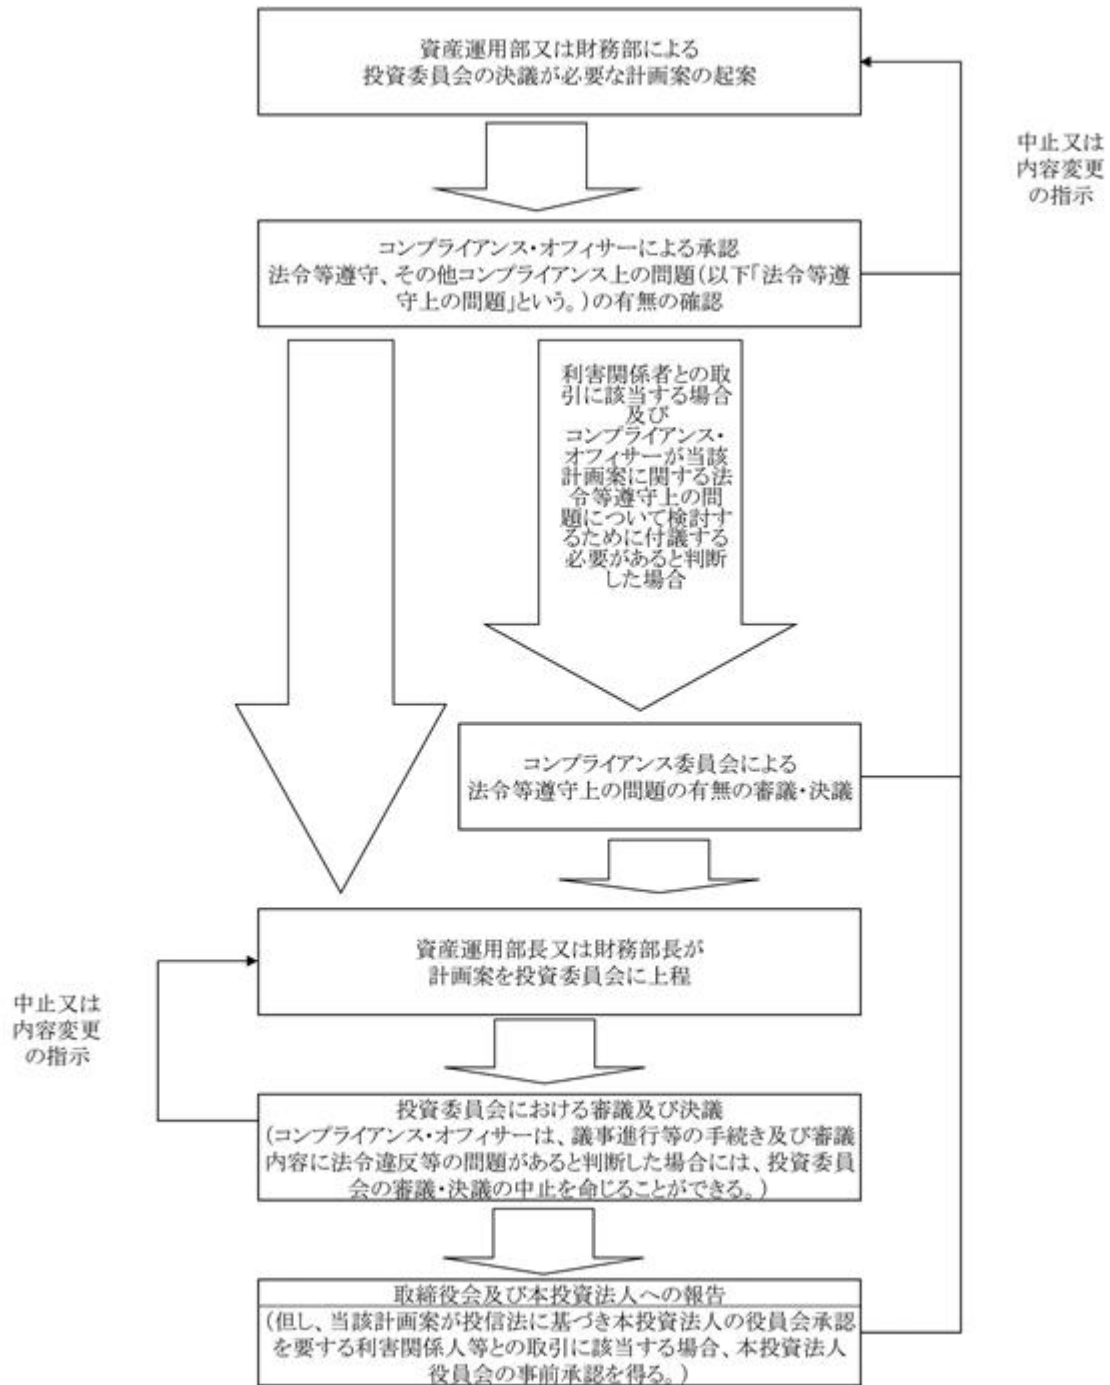 資産運用部又は財務部による
投資委員会の決議が必要な計画案の起案
中止又は
内容変更
の指示
コンプライアンス・オフィサーによる承認
法令等遵守、その他コンプライアンス上の問題(以下「法令等遵
守上の問題」という。)の有無の確認
利害関係者との取
引に該当する場合
及び
コンプライアンス・
オフィサーが当該
計画案に関する法
令等遵守上の問
題について検討す
るために付議する
必要があると判断
した場合
コンプライアンス委員会による
法令等遵守上の問題の有無の審議・決議
資産運用部長又は財務部長が
計画案を投資委員会に上程
中止又は
内容変更
の指示
投資委員会における審議及び決議
(コンプライアンス・オフィサーは、議事進行等の手続き及び審議
内容に法令違反等の問題があると判断した場合には、投資委員
会の審議・決議の中止を命じることができる。)
取締役会及び本投資法人への報告
(但し、当該計画案が投信法に基づき本投資法人の役員会承認
を要する利害関係人等との取引に該当する場合、本投資法人
役員会の事前承認を得る。)